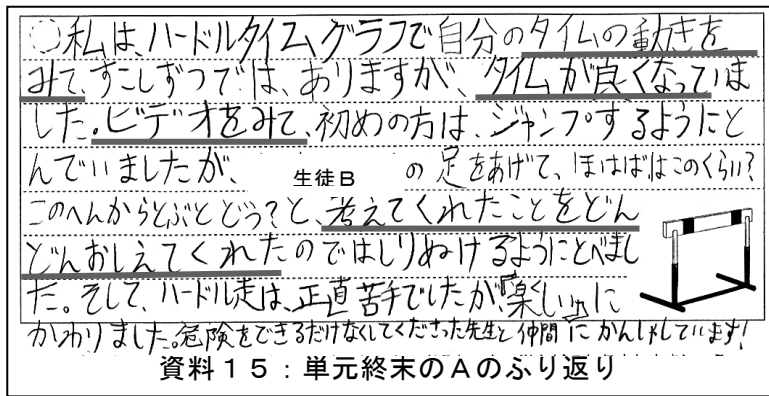 ○私は、ハードルタイムグラフで自分のタイムの動きを
みて、すこしずつでは、ありますが、タイムが良くなっていま
した。ビデオをみて、初めの方は、ジャンプするようにと
んでいましたが、生徒Bの足をあげて、ほはばはこのくらい?
このへんからとぶとどう?と、考えてくれたことをどん
どんおしえてくれたのではしりぬけるようにとべまし
た。そして、ハードル走は、正直苦手でしたが、『楽しい』に
かわりました。危険をできるだけなくしてくださった先生と仲間にかんしゃしています!
資料15:単元終末のAのふり返り